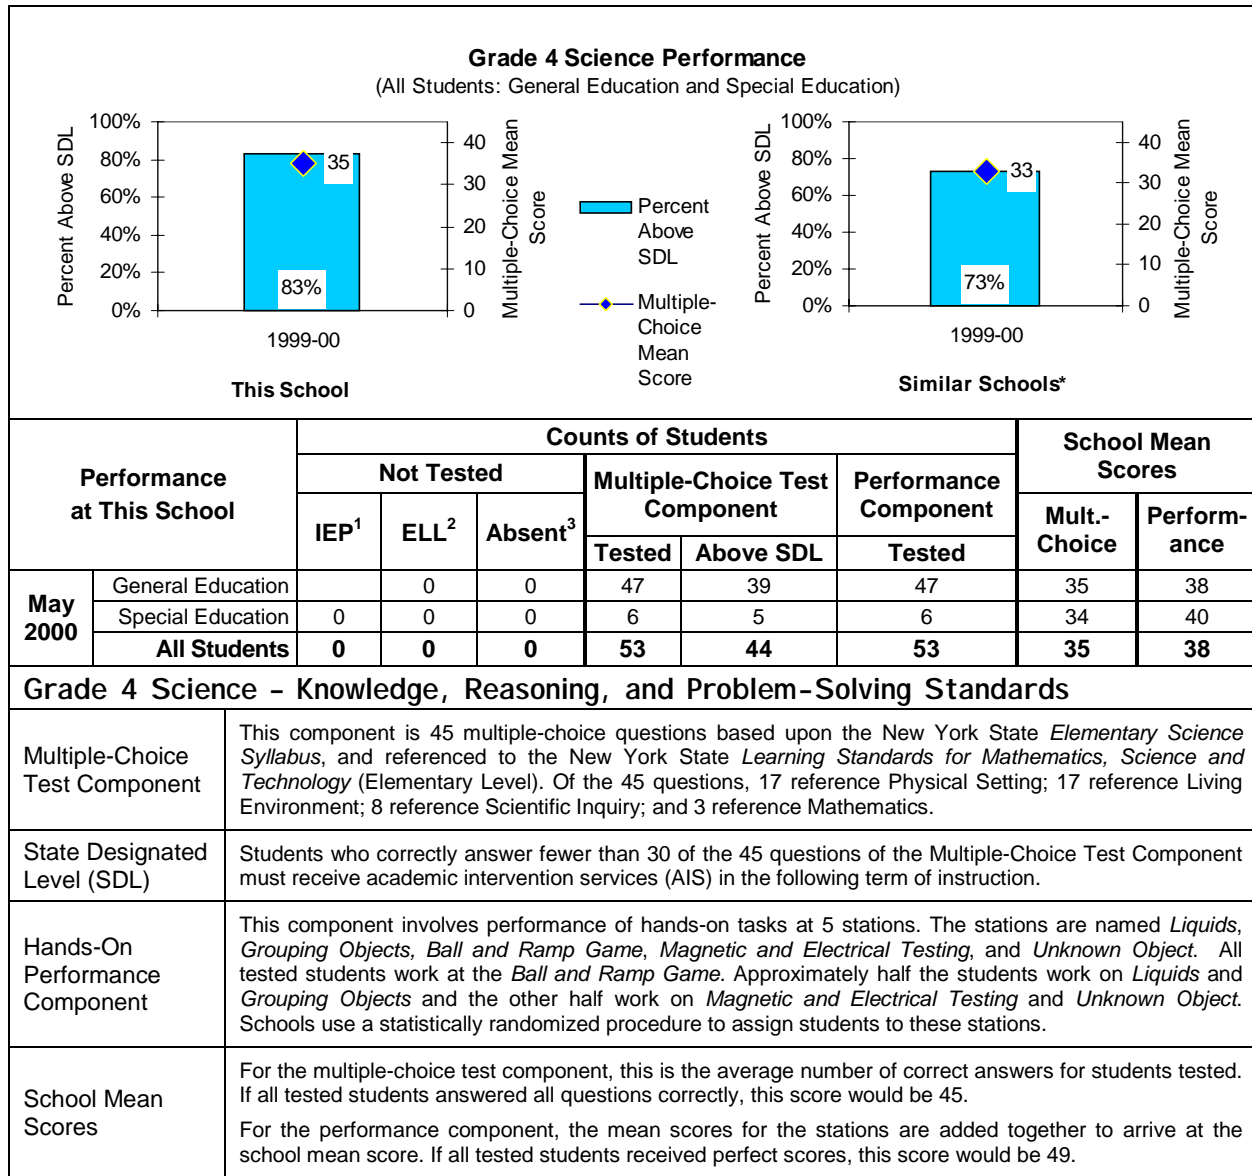 Grade 4 Science Performance
(All Students: General Education and Special Education)
Percent Above SDL
100%
80%
60%
40%
20%
0%
35
83%
40
30
20
10
0
Multiple-Choice Mean
Score
1999-00
This School
Percent
Above
SDL
Multiple-
Choice
Mean
Score
Percent Above SDL
100%
80%
60%
40%
20%
0%
33
73%
40
30
20
10
0
Multiple-Choice Mean
Score
1999-00
Similar Schools*
Performance
at This School
Counts of Students
School Mean
Scores
Not Tested
Multiple-Choice Test
Component
Performance
Component
IEP1 ELL2 Absent3
Tested Above SDL Tested
Mult.-
Choice
Perform-
ance
May
2000
General Education 0 0 47 39 47 35 38
Special Education 0 0 0 6 5 6 34 40
All Students 0 0 0 53 44 53 35 38
Grade 4 Science – Knowledge, Reasoning, and Problem-Solving Standards
Multiple-Choice
Test Component
This component is 45 multiple-choice questions based upon the New York State Elementary Science
Syllabus, and referenced to the New York State Learning Standards for Mathematics, Science and
Technology (Elementary Level). Of the 45 questions, 17 reference Physical Setting; 17 reference Living
Environment; 8 reference Scientific Inquiry; and 3 reference Mathematics.
State Designated
Level (SDL)
Students who correctly answer fewer than 30 of the 45 questions of the Multiple-Choice Test Component
must receive academic intervention services (AIS) in the following term of instruction.
Hands-On
Performance
Component
This component involves performance of hands-on tasks at 5 stations. The stations are named Liquids,
Grouping Objects, Ball and Ramp Game, Magnetic and Electrical Testing, and Unknown Object. All
tested students work at the Ball and Ramp Game. Approximately half the students work on Liquids and
Grouping Objects and the other half work on Magnetic and Electrical Testing and Unknown Object.
Schools use a statistically randomized procedure to assign students to these stations.
School Mean
Scores
For the multiple-choice test component, this is the average number of correct answers for students tested.
If all tested students answered all questions correctly, this score would be 45.
For the performance component, the mean scores for the stations are added together to arrive at the
school mean score. If all tested students received perfect scores, this score would be 49.